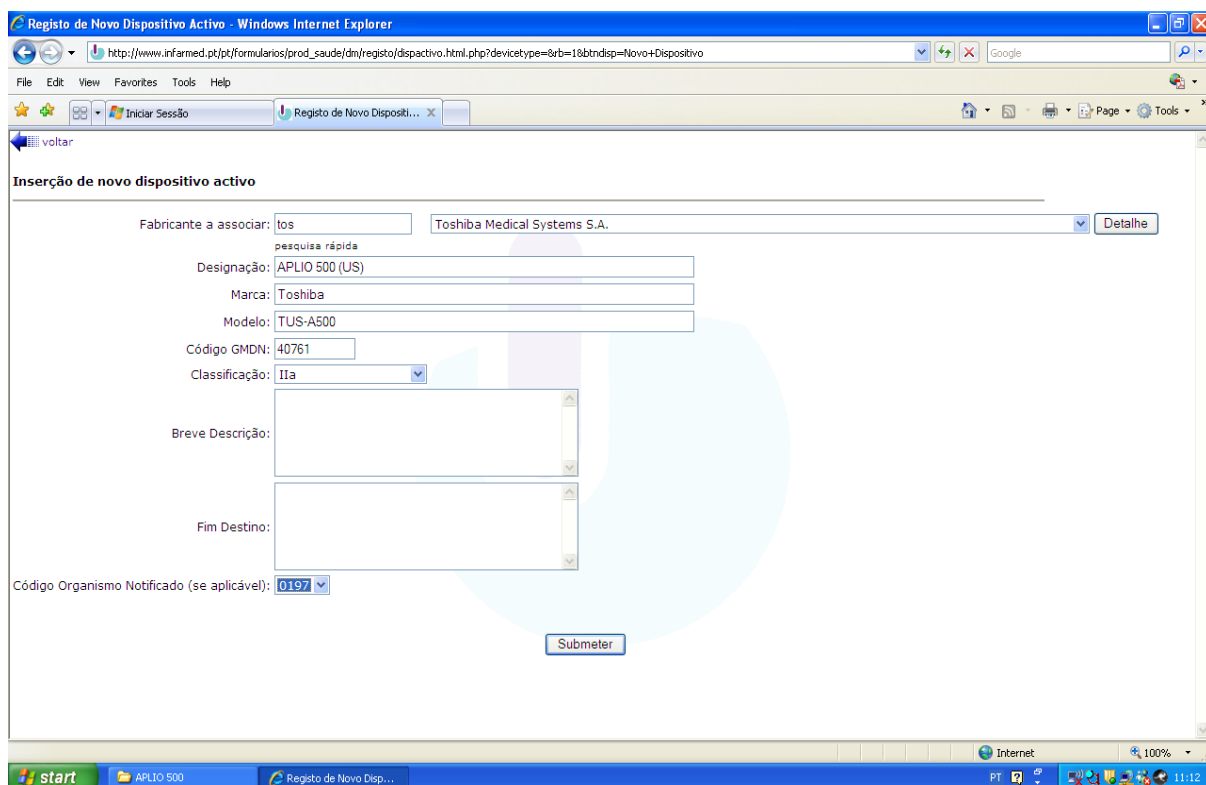 Registo de Novo Dispositivo Activo - Windows Internet Explorer
http://www.infarmed.pt/pt/formularios/prod_saude/dm/registo/dispactivo.html.php?devicetype=&rb=1&btndisp=Novo+Dispositivo
Google
File Edit View Favorites Tools Help
Iniciar Sessão
Registo de Novo Dispositi...
Page Tools
voltar
Inserção de novo dispositivo activo
Fabricante a associar: tos Toshiba Medical Systems S.A. Detalhe
pesquisa rápida
Designação: APLIO 500 (US)
Marca: Toshiba
Modelo: TUS-A500
Código GMDN: 40761
Classificação: IIa
Breve Descrição:
Fim Destino:
Código Organismo Notificado (se aplicável): 0197
Submeter
Internet 100%
start APLIO 500 Registo de Novo Disp... PT 11:12